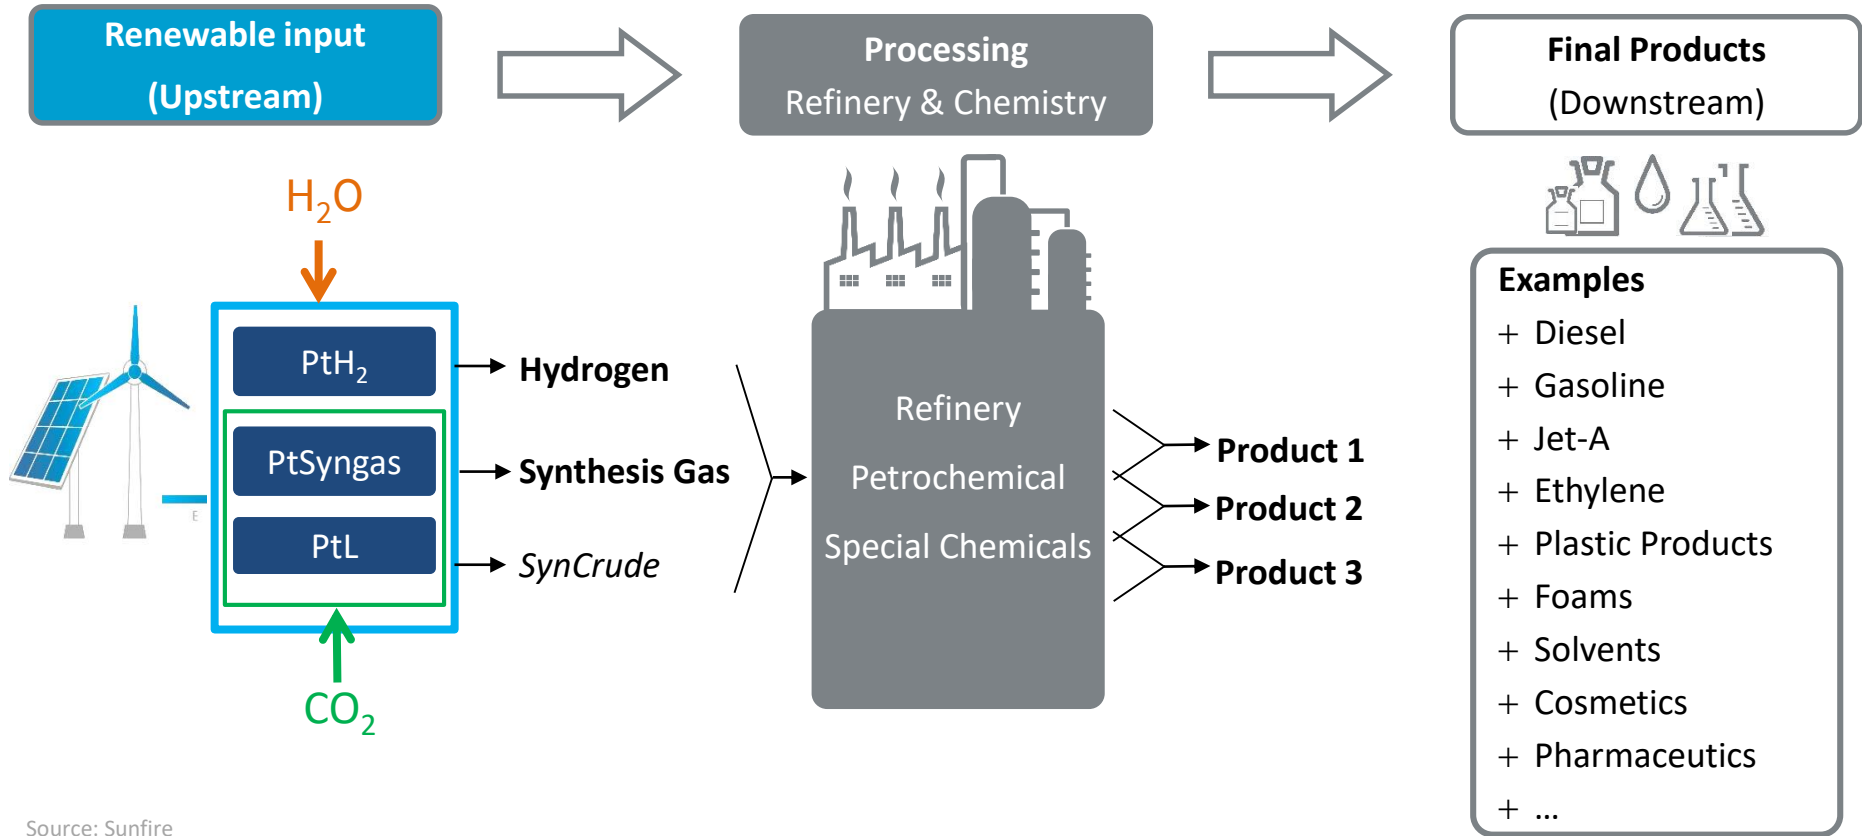 Renewable input
(Upstream)
Processing
Refinery & Chemistry
Final Products
(Downstream)
H₂O
PtH₂
PtSyngas
PtL
E
CO₂
Hydrogen
Synthesis Gas
SynCrude
Refinery
Petrochemical
Special Chemicals
Product 1
Product 2
Product 3
Examples
+ Diesel
+ Gasoline
+ Jet-A
+ Ethylene
+ Plastic Products
+ Foams
+ Solvents
+ Cosmetics
+ Pharmaceutics
+ ...
Source: Sunfire